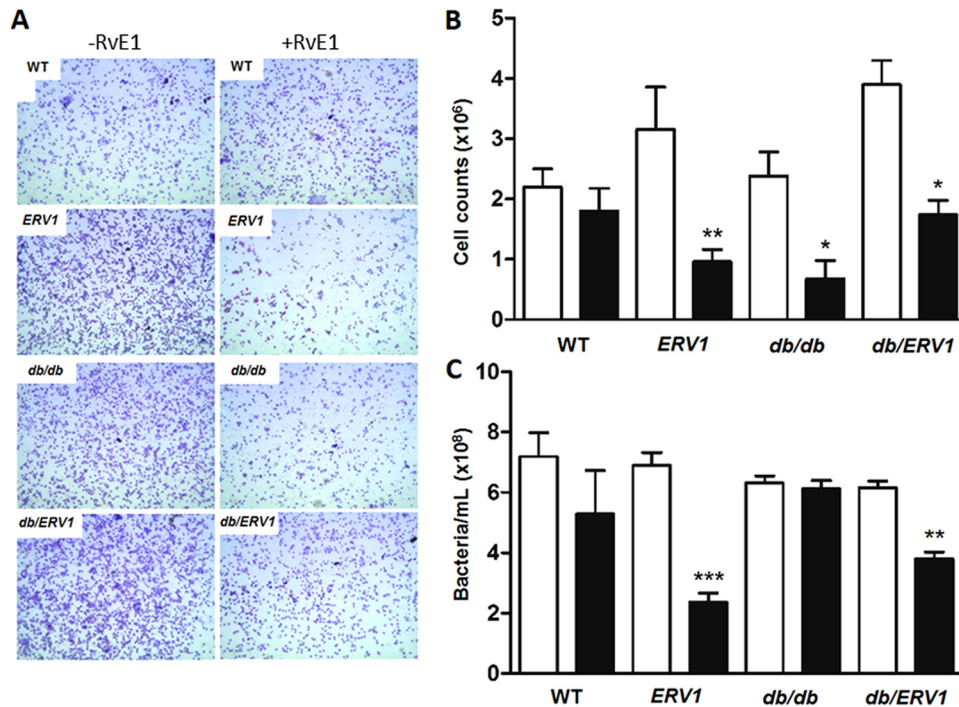 A
-RvE1 +RvE1
WT WT
ERV1 ERV1
db/db db/db
db/ERV1 db/ERV1
B
Cell counts (x10⁶)
5
4
3
2
1
0
**
*
*
WT ERV1 db/db db/ERV1
C
Bacteria/mL (x10⁸)
10
8
6
4
2
0
***
**
WT ERV1 db/db db/ERV1